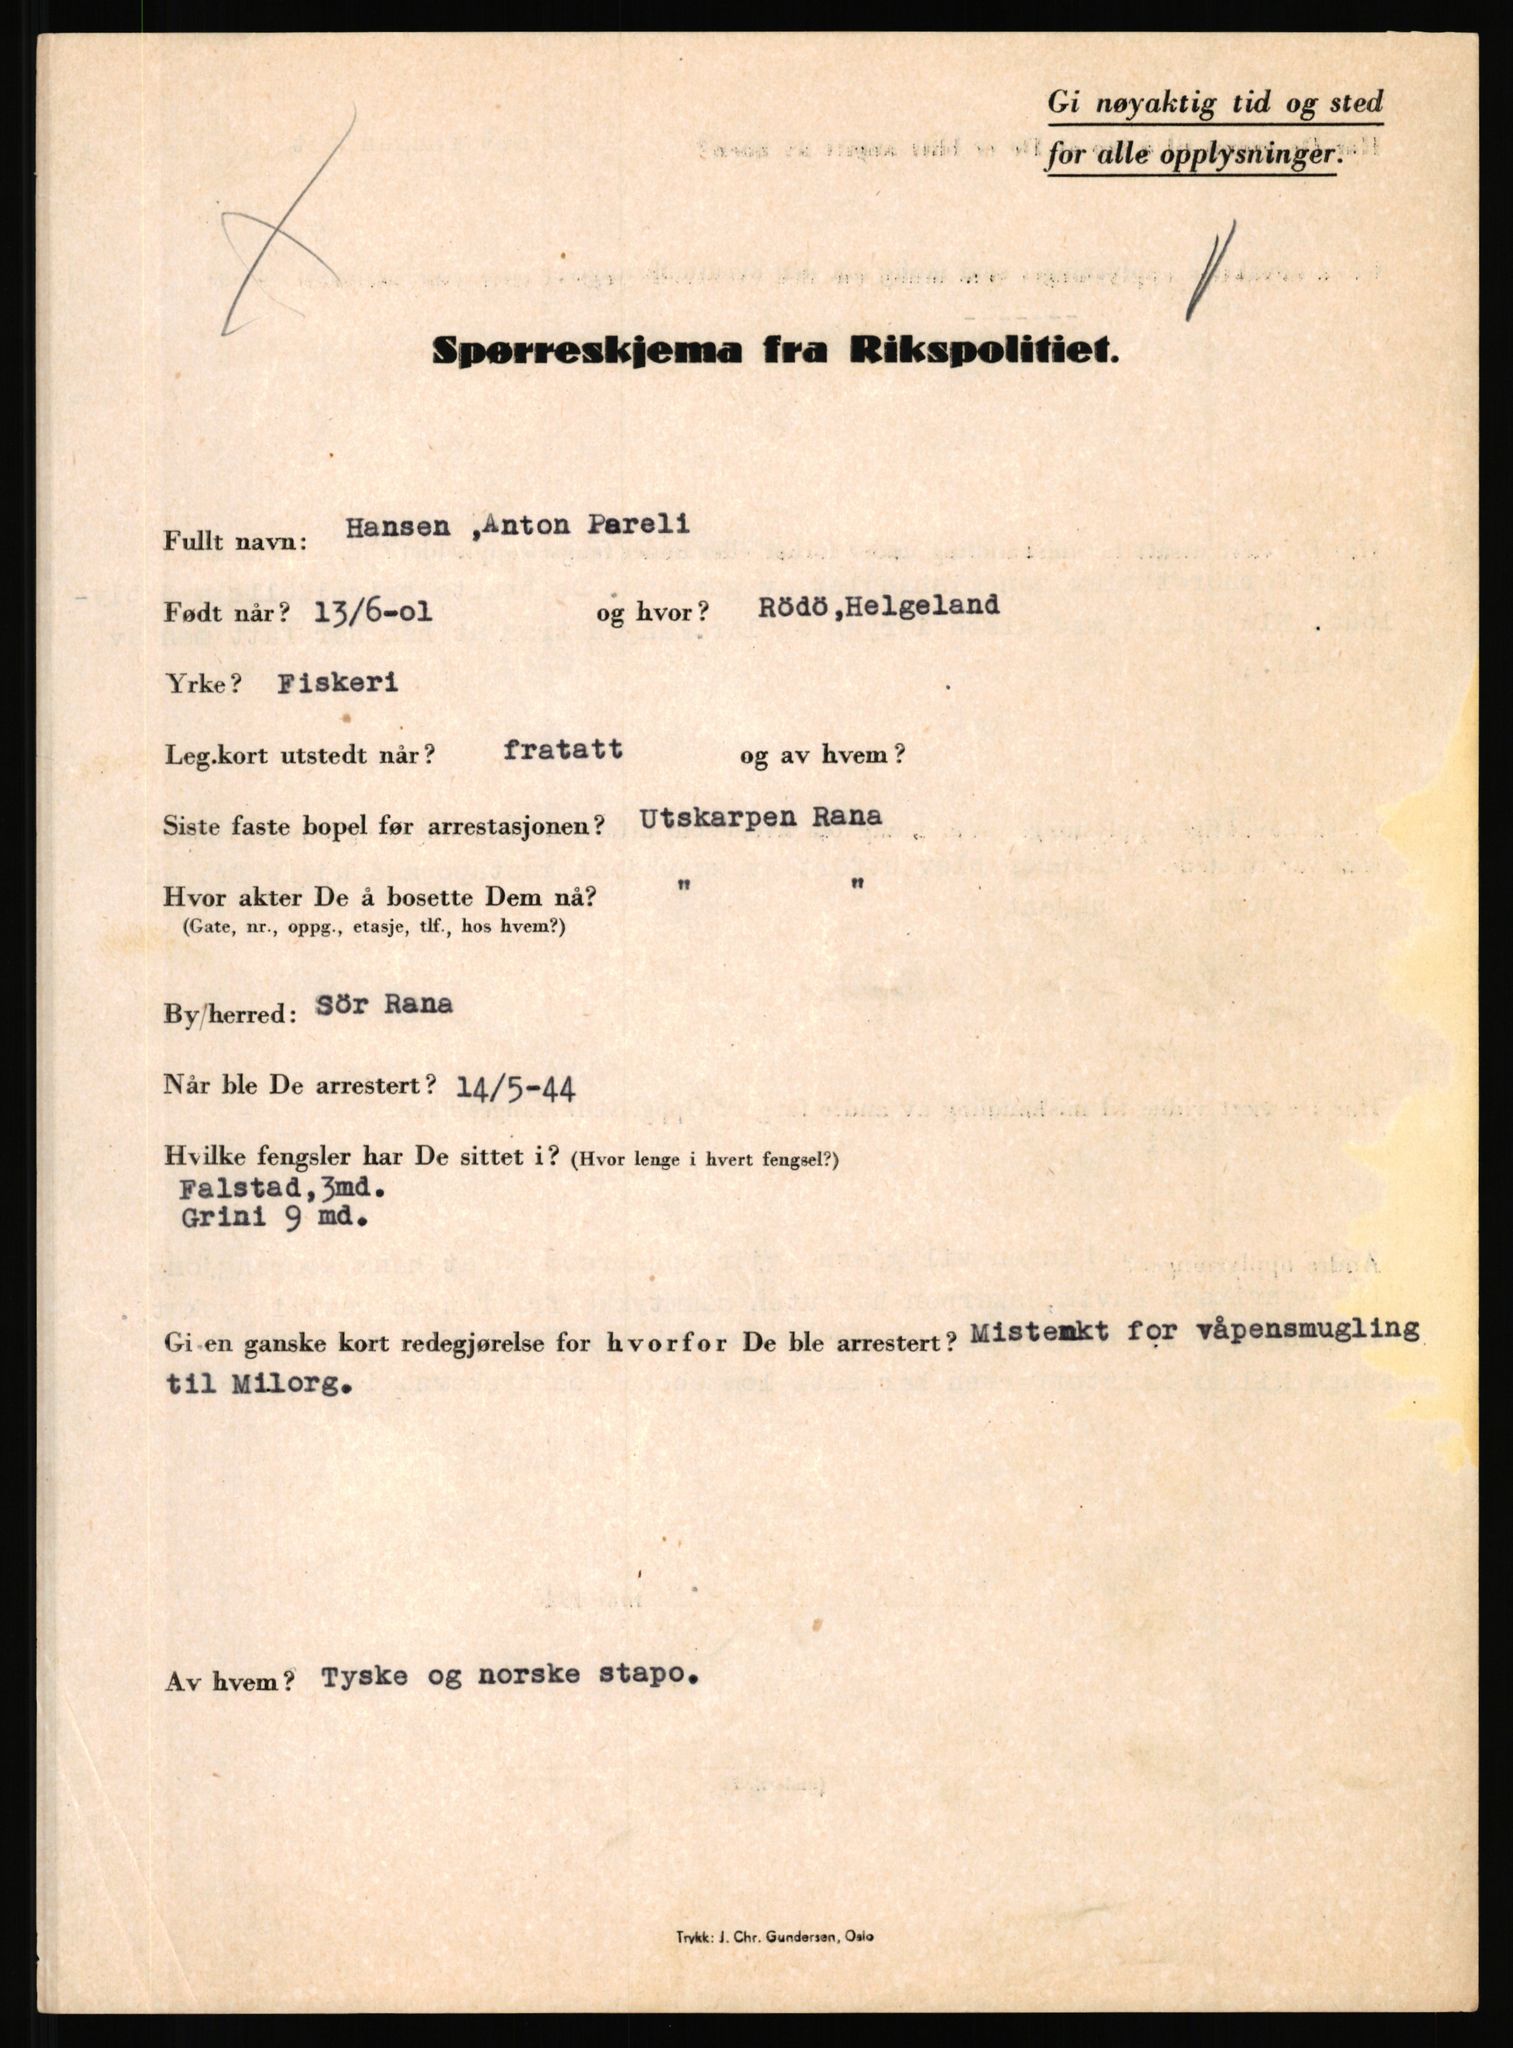 Gi nøyaktig tid og sted
for alle opplysninger.
Spørreskjema fra Rikspolitiet.
Fullt navn: Hansen ,Anton Pareli
Født når? 13/6-01 og hvor? Rödö,Helgeland
Yrke? Fiskeri
Leg.kort utstedt når? fratatt og av hvem?
Siste faste bopel før arrestasjonen? Utskarpen Rana
Hvor akter De å bosette Dem nå? " "
(Gate, nr., oppg., etasje, tlf., hos hvem?)
By/herred: Sör Rana
Når ble De arrestert? 14/5-44
Hvilke fengsler har De sittet i? (Hvor lenge i hvert fengsel?)
Falstad,3md.
Grini 9 md.
Gi en ganske kort redegjørelse for hvorfor De ble arrestert? Mistenkt for våpensmugling
til Milorg.
Av hvem? Tyske og norske stapo.
Trykk: J. Chr. Gundersen, Oslo